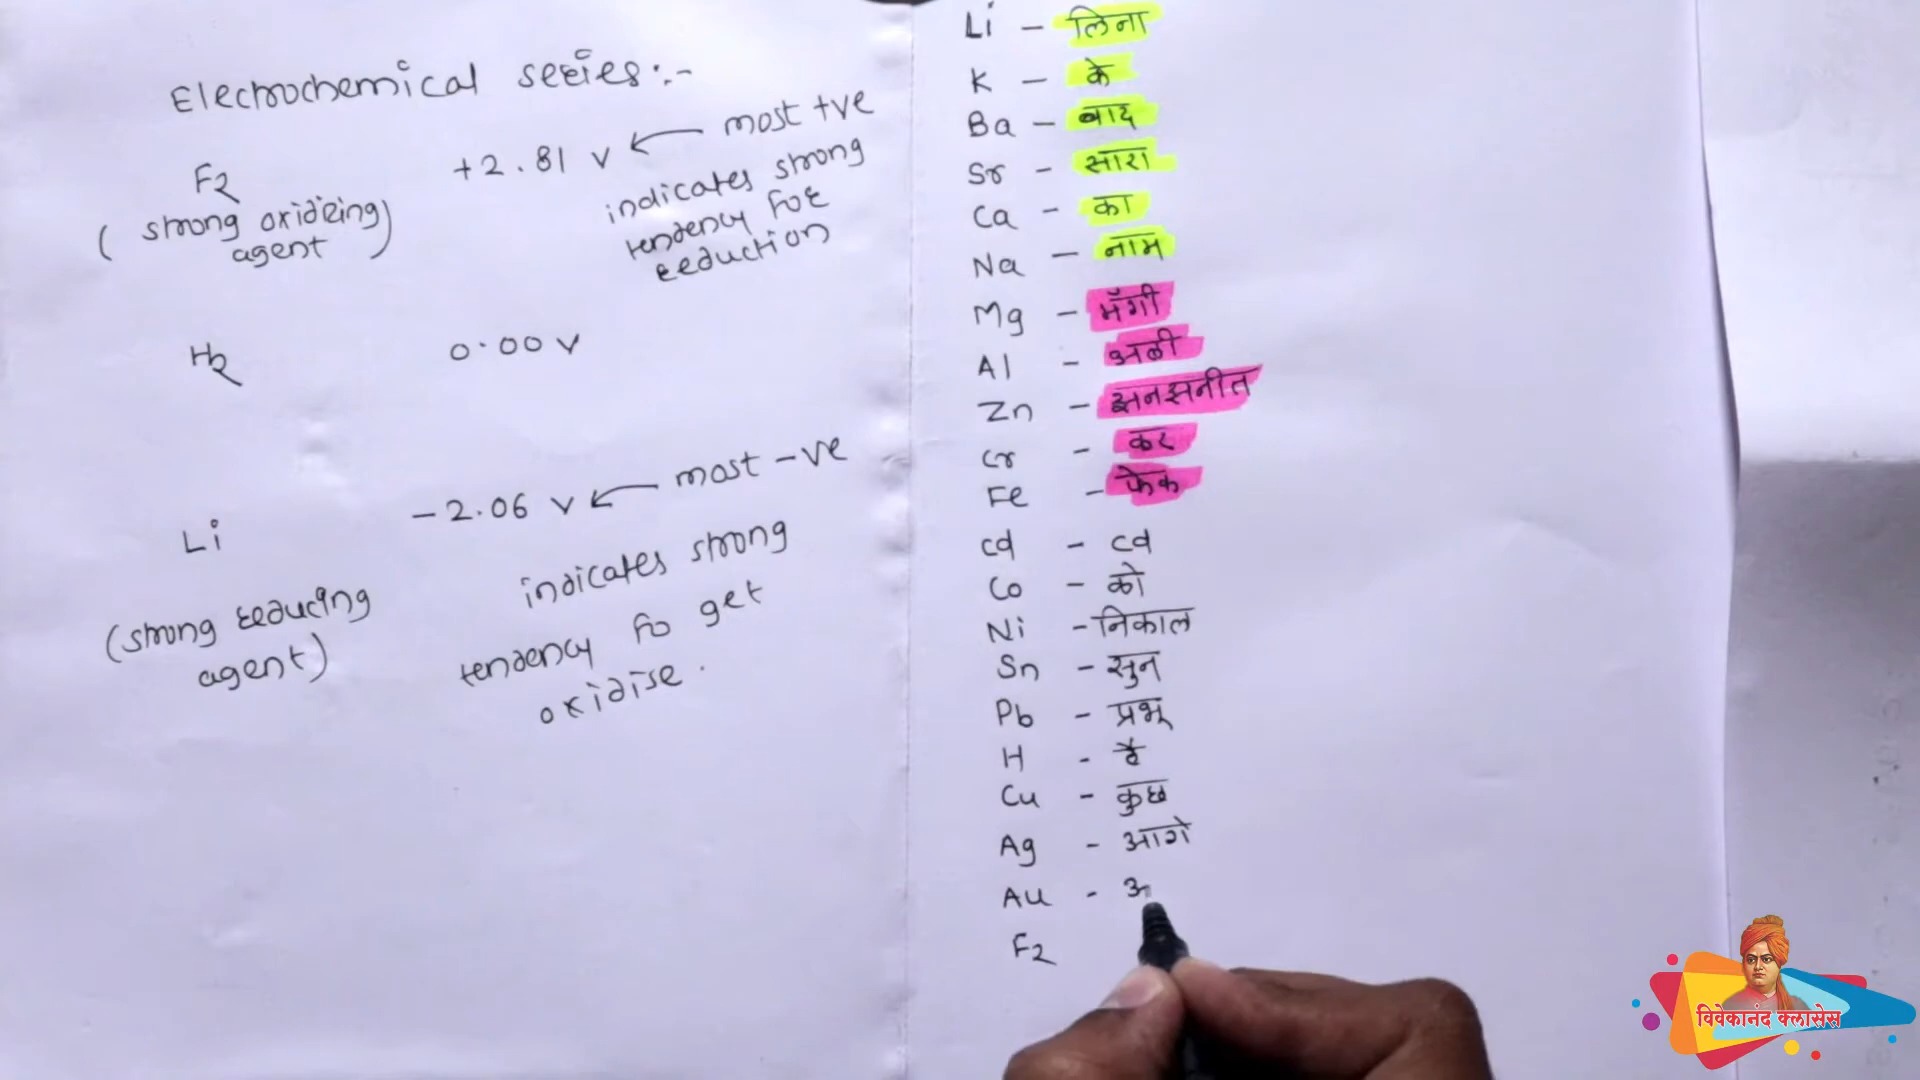 Electrochemical series:-
F2 +2.81 V ← most +ve
(strong oxidizing agent)
indicates strong
tendency for
reduction
H2 0.00 V
Li -2.06 V ← most -ve
(strong reducing
agent)
indicates strong
tendency to get
oxidise.
Li - लिना
K - के
Ba - बाद
Sr - सारा
Ca - का
Na - नाम
Mg - मॅगी
Al - अली
Zn - झनझनीत
Cr - कर
Fe - फेक
Cd - Cd
Co - को
Ni - निकाल
Sn - सुन
Pb - प्रभू
H - है
Cu - कुछ
Ag - आगे
Au - अ
F2
विवेकानंद क्लासेस